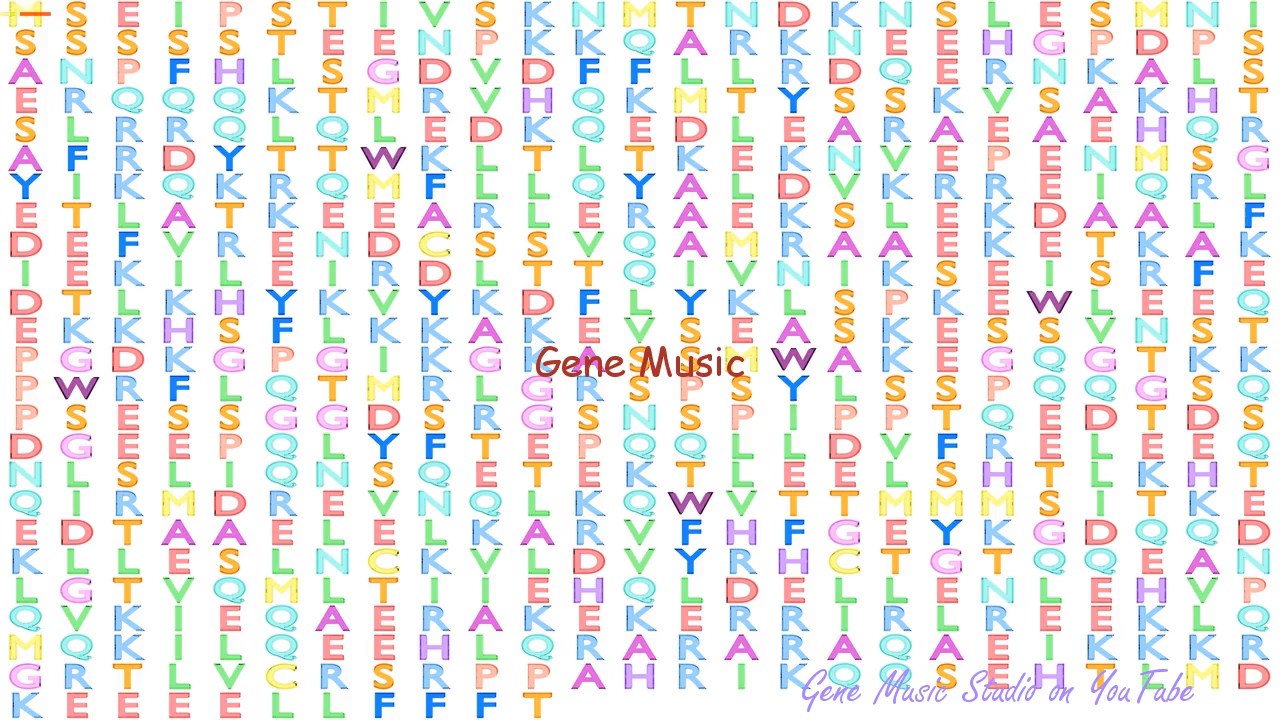 M S E I P S T I V S K N M T N D K N S L E S M N I
S S S S S T E E N P K K Q A R K N E E H G P D P S
A N P F H L S G D V D F F L L R D Q E R N K A L S
E R Q Q Q K T M R V H Q K M T Y S S K V S A K H T
S L R R Q L Q L E D K Q E D L E A R A E A E H Q R
A F R D Y T T W K L T L T K E K N V E P E N M S G
Y I K Q K R Q M F L L Q Y A L D V K R R E I Q R L
E T L A T K E E A R L E R A E K S L E K D A A L F
D E F V R E N D C S S V Q A M R A A E K E T K A K
I E K I L E I R D L T T Q I V N I K S E I S R F E
D T L K H Y K V Y K D F L Y K L S P K E W L E E Q
E K K H S F L K K A K E V S E A S K E S S V N S T
P G D K G P G I K G K A S S M W A K E G Q G T K K
P W R F L Q T M R L G R S P S Y L S S P Q Q G S Q
P S E S S G G D S R G S N S P I P P T Q E D T D S
D G E E P Q L Y F T E P Q Q L L D V F R E L D E Q
N L S L I Q N S Q E T E K T L E E L S H T L K H T
Q I R M D R E V N Q L K Q W V T T M M M S I T K E
E D T A A E L E L K A R V F H F G E Y K G D Q Q D
K L L E S L N C K V L D V Y R H C T G T Q Q E A N
L G T V Q M L T I I E H Q L D E L R E N L E H V P
Q V K I E Q A E R A K E K E R R I R L R E E K L Q
M Q K I L Q E E H L Q R A R A R A Q A E I K K K R
G R T L V C R S R P P A H R I K Q Q S E H T L M D
K E E E E L F F F T
Gene Music
Gene Music Studio on YouTube